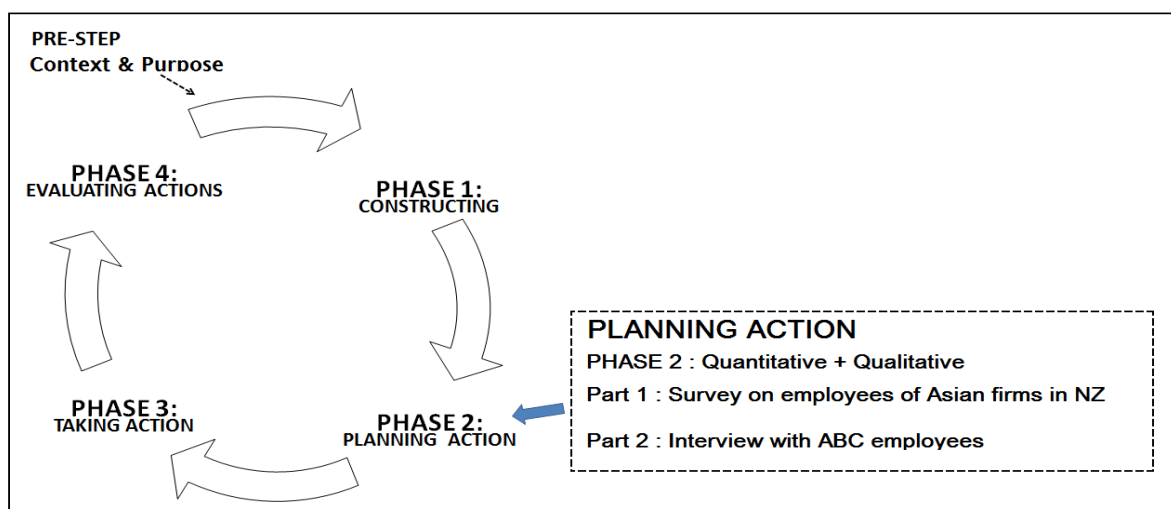 PRE-STEP
Context & Purpose
PHASE 4:
EVALUATING ACTIONS
PHASE 1:
CONSTRUCTING
PHASE 3:
TAKING ACTION
PHASE 2:
PLANNING ACTION
PLANNING ACTION
PHASE 2 : Quantitative + Qualitative
Part 1 : Survey on employees of Asian firms in NZ
Part 2 : Interview with ABC employees